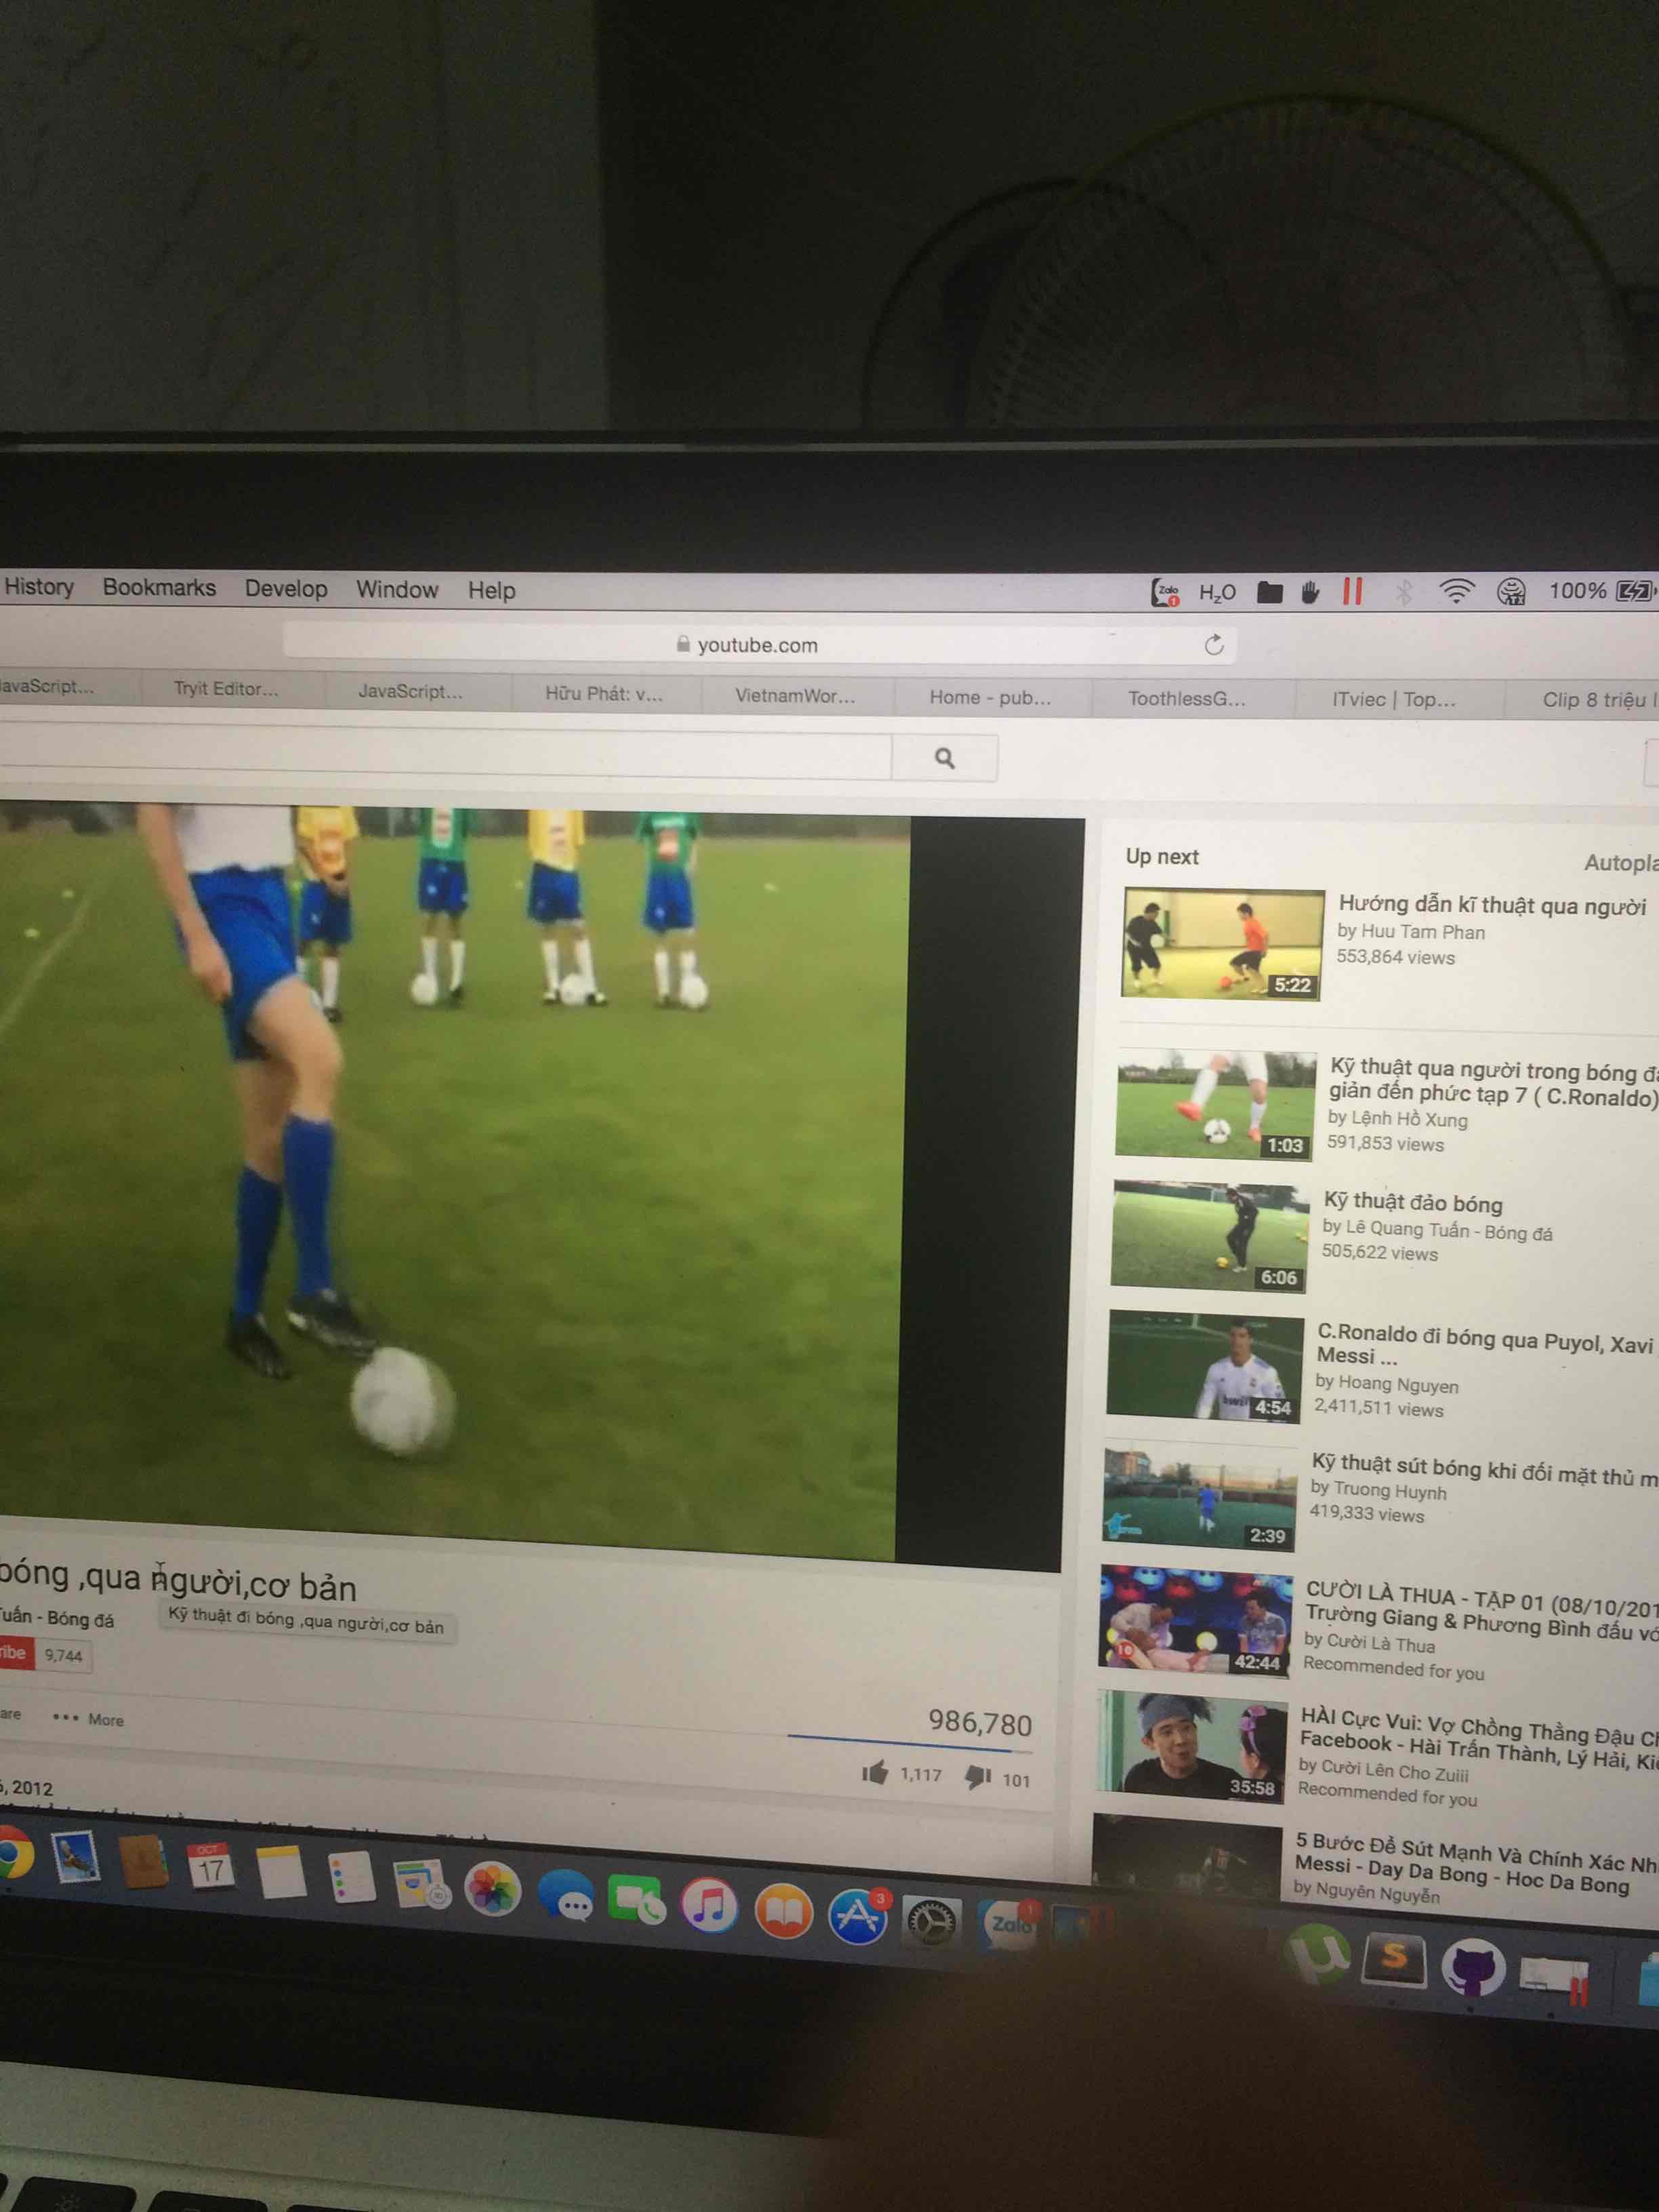 History Bookmarks Develop Window Help Zalo 1 H₂O 100%
youtube.com
JavaScript... Tryit Editor... JavaScript... Hữu Phát: v... VietnamWor... Home - pub... ToothlessG... ITviec | Top... Clip 8 triệu
Up next
Autopla
Hướng dẫn kĩ thuật qua người
by Huu Tam Phan
553,864 views
5:22
Kỹ thuật qua người trong bóng đ
giản đến phức tạp 7 ( C.Ronaldo)
by Lệnh Hồ Xung
591,853 views
1:03
Kỹ thuật đảo bóng
by Lê Quang Tuấn - Bóng đá
505,622 views
6:06
C.Ronaldo đi bóng qua Puyol, Xavi
Messi ...
by Hoang Nguyen
2,411,511 views
4:54
Kỹ thuật sút bóng khi đối mặt thủ m
by Truong Huynh
419,333 views
2:39
CƯỜI LÀ THUA - TẬP 01 (08/10/201
Trường Giang & Phương Bình đấu vớ
by Cười Là Thua
Recommended for you
42:44
HÀI Cực Vui: Vợ Chồng Thằng Đậu Ch
Facebook - Hài Trấn Thành, Lý Hải, Ki
by Cười Lên Cho Zuiii
Recommended for you
35:58
5 Bước Để Sút Mạnh Và Chính Xác Nh
Messi - Day Da Bong - Hoc Da Bong
by Nguyên Nguyễn
bóng ,qua người,cơ bản
Tuấn - Bóng đá
Kỹ thuật đi bóng ,qua người,cơ bản
ribe 9,744
986,780
are ••• More
1,117 101
, 2012
OCT
17
3
Zalo
1
S